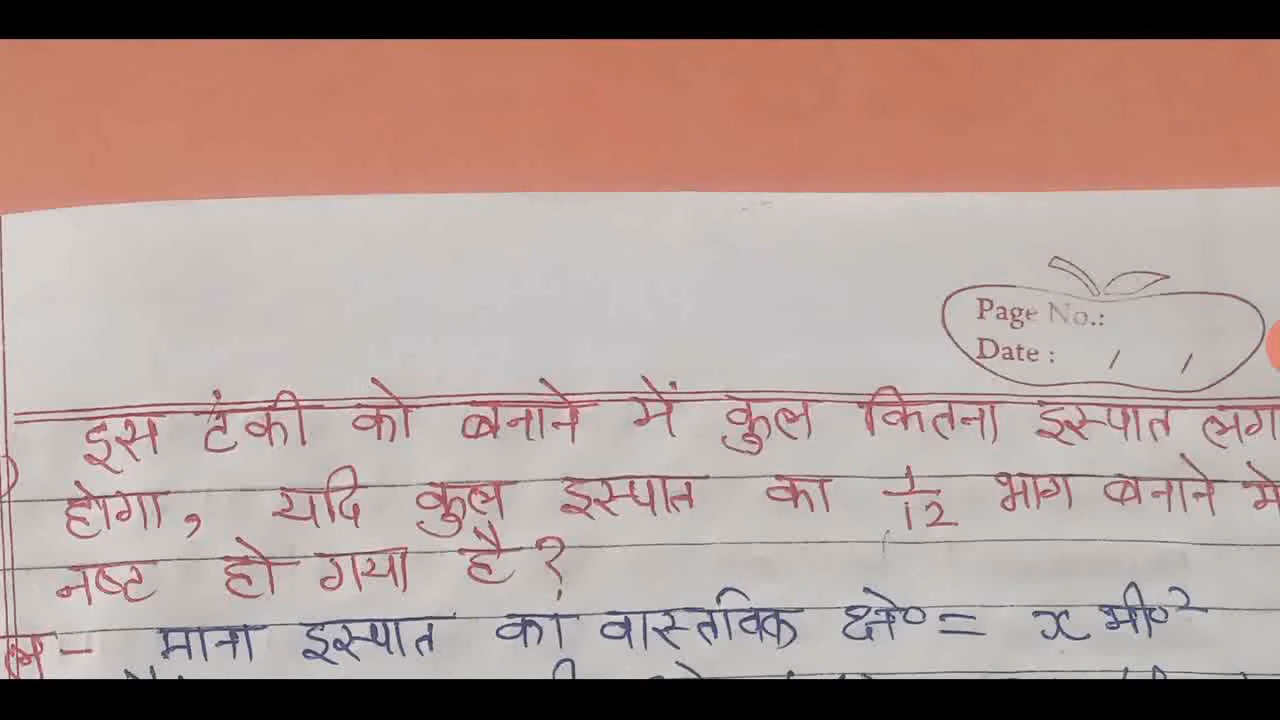 Page No.:
Date : / /
इस टंकी को बनाने में कुल कितना इस्पात लगा
होगा, यदि कुल इस्पात का 1/12 भाग बनाने में
नष्ट हो गया है?
माना इस्पात का वास्तविक क्षे० = x मी०²